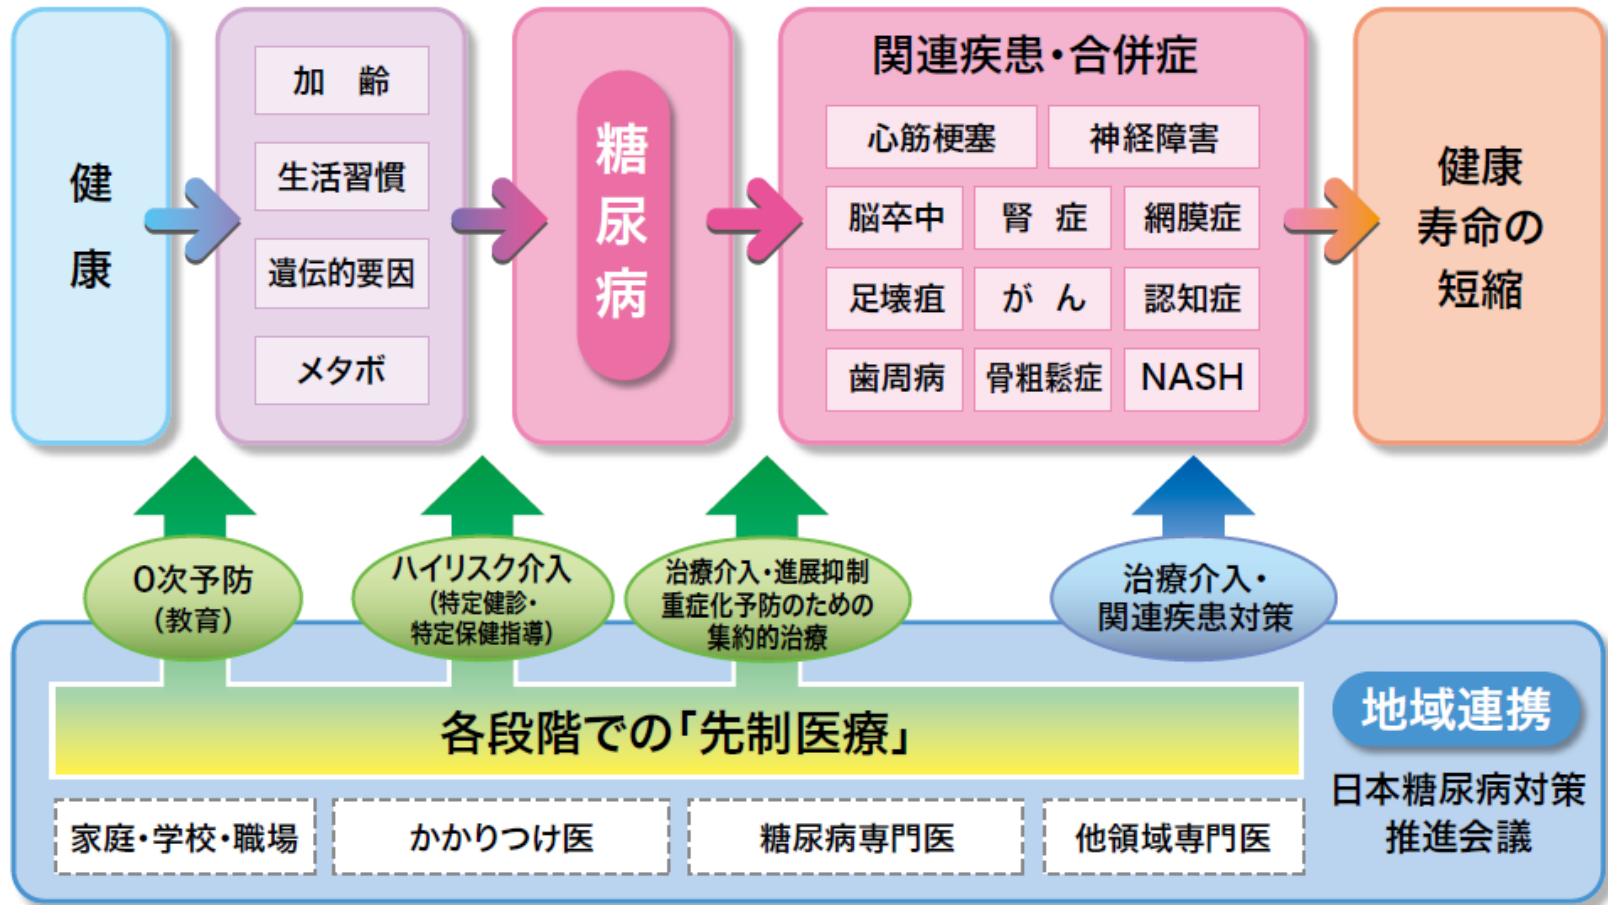 健
康
加　齢
生活習慣
遺伝的要因
メタボ
糖
尿
病
関連疾患・合併症
心筋梗塞
神経障害
脳卒中
腎　症
網膜症
足壊疽
が　ん
認知症
歯周病
骨粗鬆症
NASH
健康
寿命の
短縮
0次予防
(教育)
ハイリスク介入
(特定健診・
特定保健指導)
治療介入・進展抑制
重症化予防のための
集約的治療
治療介入・
関連疾患対策
各段階での「先制医療」
地域連携
日本糖尿病対策
推進会議
家庭・学校・職場
かかりつけ医
糖尿病専門医
他領域専門医